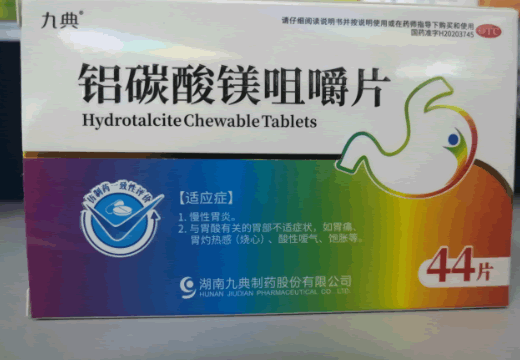 九典
请仔细阅读说明书并按说明使用或在药师指导下购买和使用
国药准字H20203745
OTC
铝碳酸镁咀嚼片
Hydrotalcite Chewable Tablets
仿制药一致性评价
【适应症】
1. 慢性胃炎。
2. 与胃酸有关的胃部不适症状，如胃痛、
胃灼热感（烧心）、酸性嗳气、饱胀等。
湖南九典制药股份有限公司
HUNAN JIUDIAN PHARMACEUTICAL CO. LTD.
44片